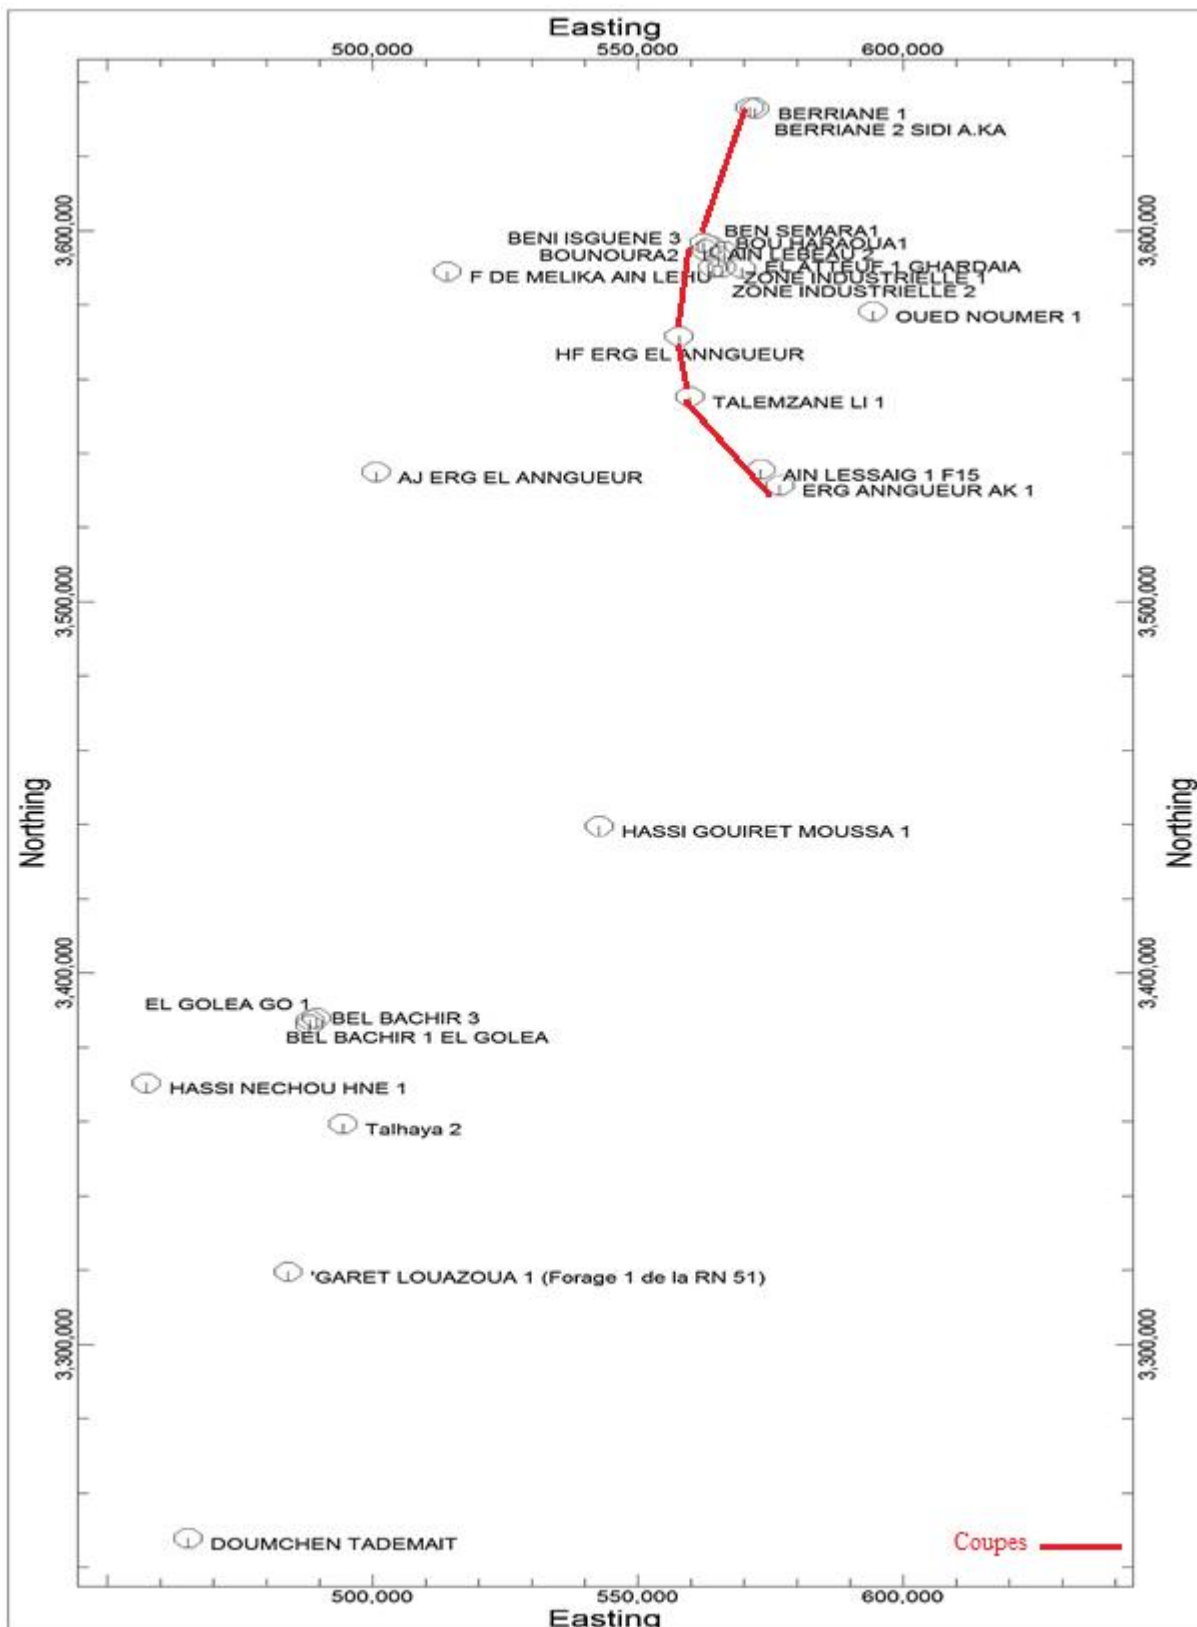 Easting
500,000 550,000 600,000
BERRIANE 1
BERRIANE 2 SIDI A.KA
3,600,000 3,600,000
BEN SEMARA1
BENI ISGUENE 3
BOU HARAOUA1
BOUNOURA2
AIN LEBEAU 2
EL ATTEUF 1 GHARDAIA
F DE MELIKA AIN LEHU
ZONE INDUSTRIELLE 1
ZONE INDUSTRIELLE 2
OUED NOUMER 1
HF ERG EL ANNGUEUR
TALEMZANE LI 1
AIN LESSAIG 1 F15
AJ ERG EL ANNGUEUR
ERG ANNGUEUR AK 1
3,500,000 3,500,000
Northing Northing
HASSI GOUIRET MOUSSA 1
3,400,000 3,400,000
EL GOLEA GO 1
BEL BACHIR 3
BEL BACHIR 1 EL GOLEA
HASSI NECHOU HNE 1
Talhaya 2
'GARET LOUAZOUA 1 (Forage 1 de la RN 51)
3,300,000 3,300,000
DOUMCHEN TADEMAIT
Coupes
500,000 550,000 600,000
Easting